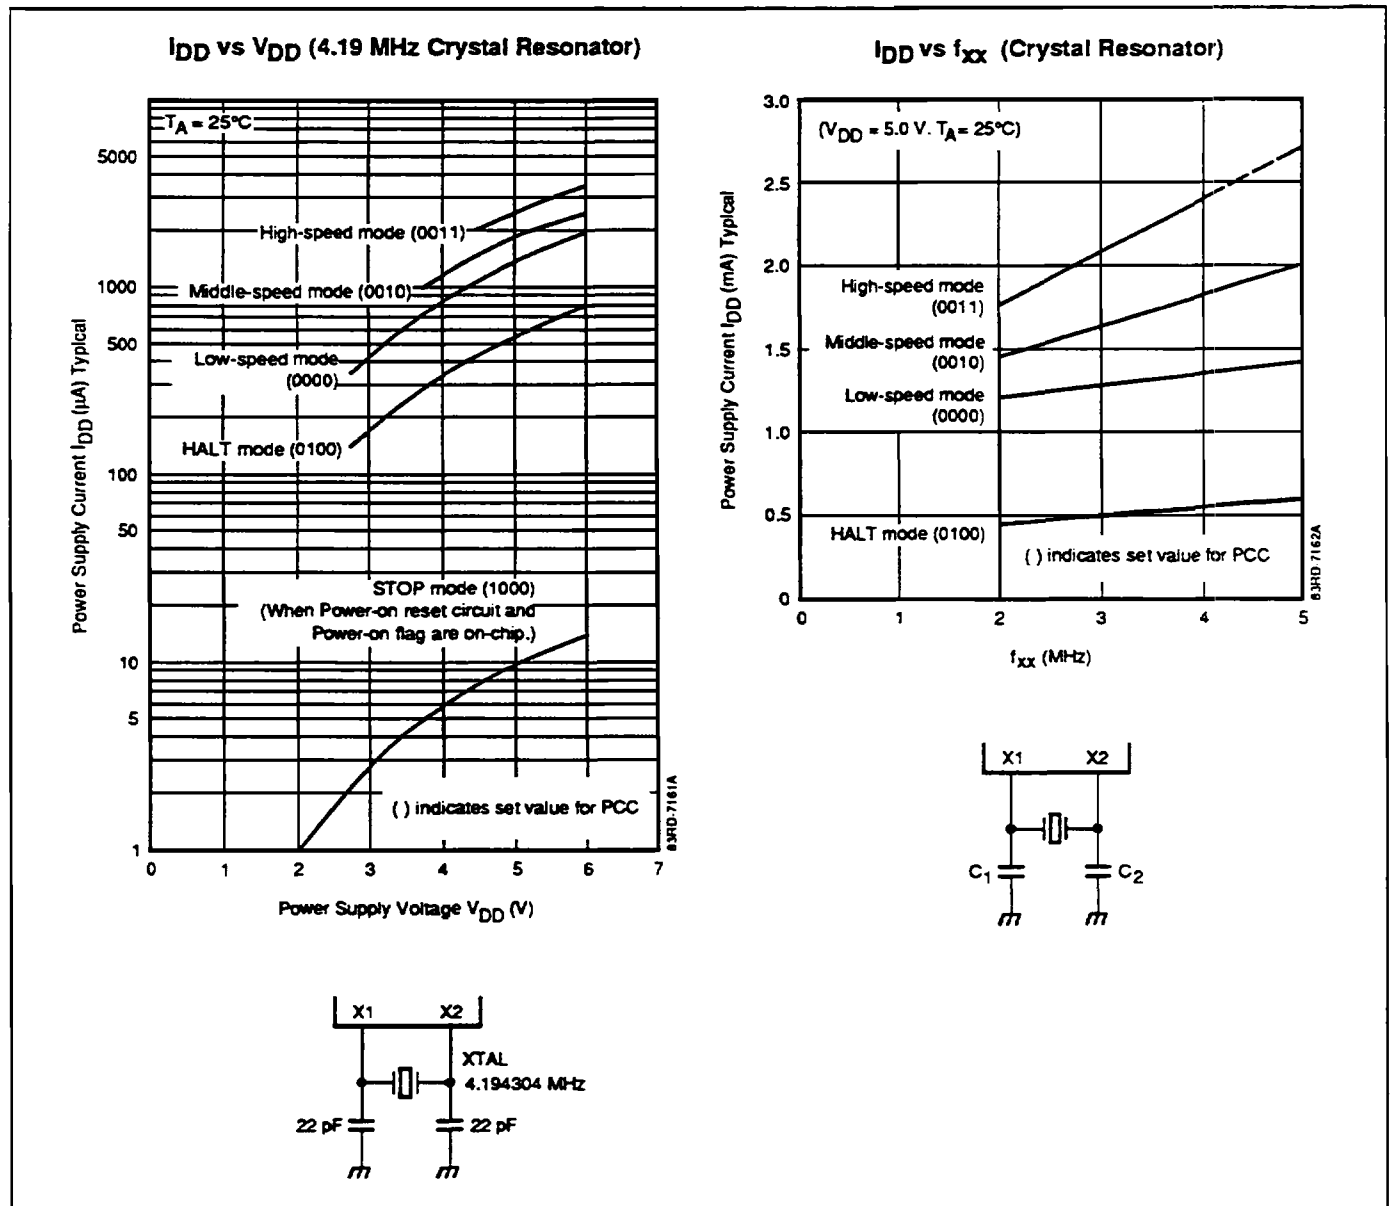 IDD vs VDD (4.19 MHz Crystal Resonator)
TA = 25°C
5000
1000
500
100
50
10
5
1
High-speed mode (0011)
Middle-speed mode (0010)
Low-speed mode
(0000)
HALT mode (0100)
STOP mode (1000)
(When Power-on reset circuit and
Power-on flag are on-chip.)
( ) indicates set value for PCC
0 1 2 3 4 5 6 7
Power Supply Current IDD (µA) Typical
Power Supply Voltage VDD (V)
83RD-7161A
X1 X2
XTAL
4.194304 MHz
22 pF 22 pF
IDD vs fxx (Crystal Resonator)
(VDD = 5.0 V. TA = 25°C)
3.0
2.5
2.0
1.5
1.0
0.5
0
High-speed mode
(0011)
Middle-speed mode
(0010)
Low-speed mode
(0000)
HALT mode (0100)
( ) indicates set value for PCC
0 1 2 3 4 5
Power Supply Current IDD (mA) Typical
fxx (MHz)
83RD-7162A
X1 X2
C1 C2